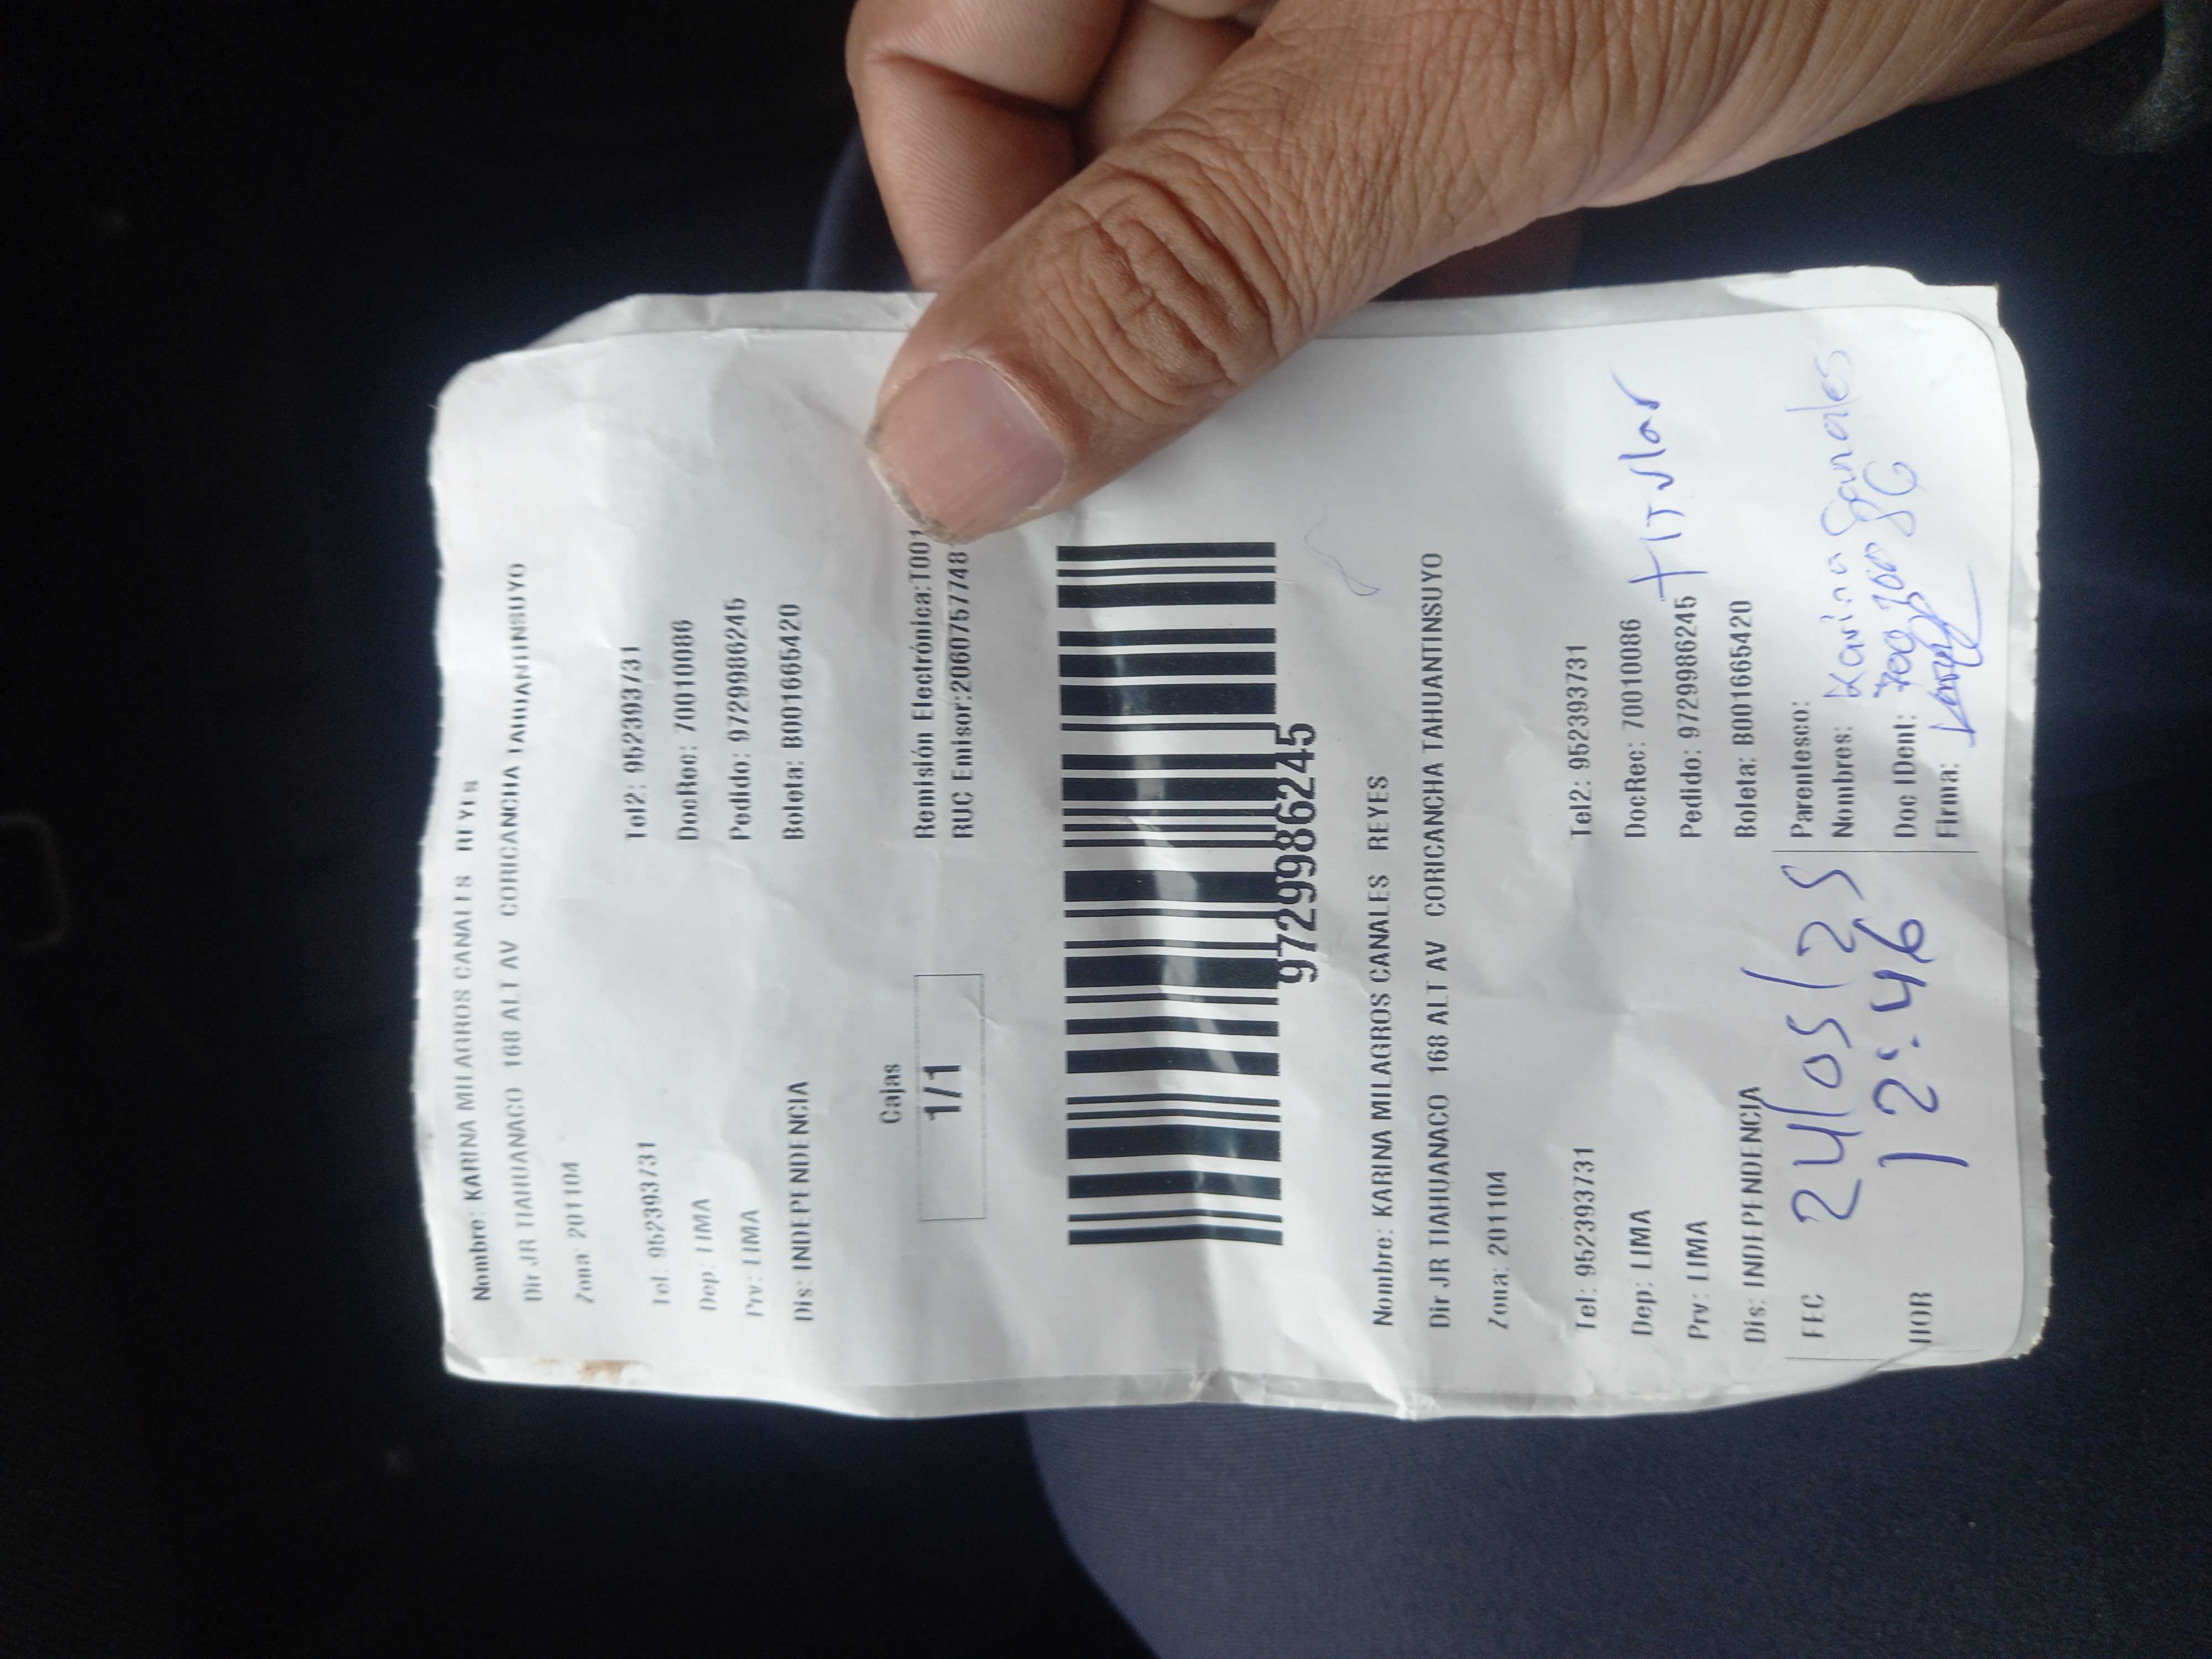 Nombre: KARINA MILAGROS CANALES REYES
Dir JR TIAHUANACO 168 ALT AV CORICANCHA TAHUANTINSUYO
Zona: 201104
Tel: 952393731 Tel2: 952393731
Dep: LIMA DocRec: 70010086
Prv: LIMA Pedido: 97299986245
Dis: INDEPENDENCIA Boleta: B001665420
Cajas
1/1
Remisión Electrónica:T001
RUC Emisor:2060757748
97299986245
Nombre: KARINA MILAGROS CANALES REYES
Dir JR TIAHUANACO 168 ALT AV CORICANCHA TAHUANTINSUYO
Zona: 201104
Tel: 952393731 Tel2: 952393731
Dep: LIMA DocRec: 70010086
Prv: LIMA Pedido: 97299986245 Titular
Dis: INDEPENDENCIA Boleta: B001665420
FEC 24/05/25 Parentesco:
Nombres: Karina Canales
HOR 12:46 Doc IDent:
Firma: